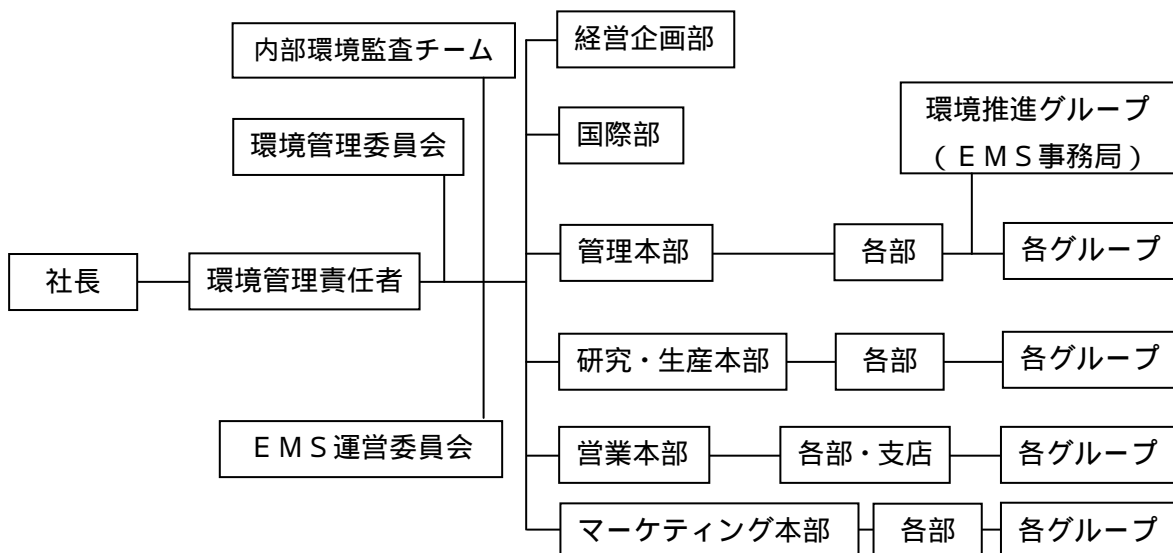 内部環境監査チーム
経営企画部
環境推進グループ
（ＥＭＳ事務局）
環境管理委員会
国際部
社長
環境管理責任者
管理本部
各部
各グループ
研究・生産本部
各部
各グループ
ＥＭＳ運営委員会
営業本部
各部・支店
各グループ
マーケティング本部
各部
各グループ